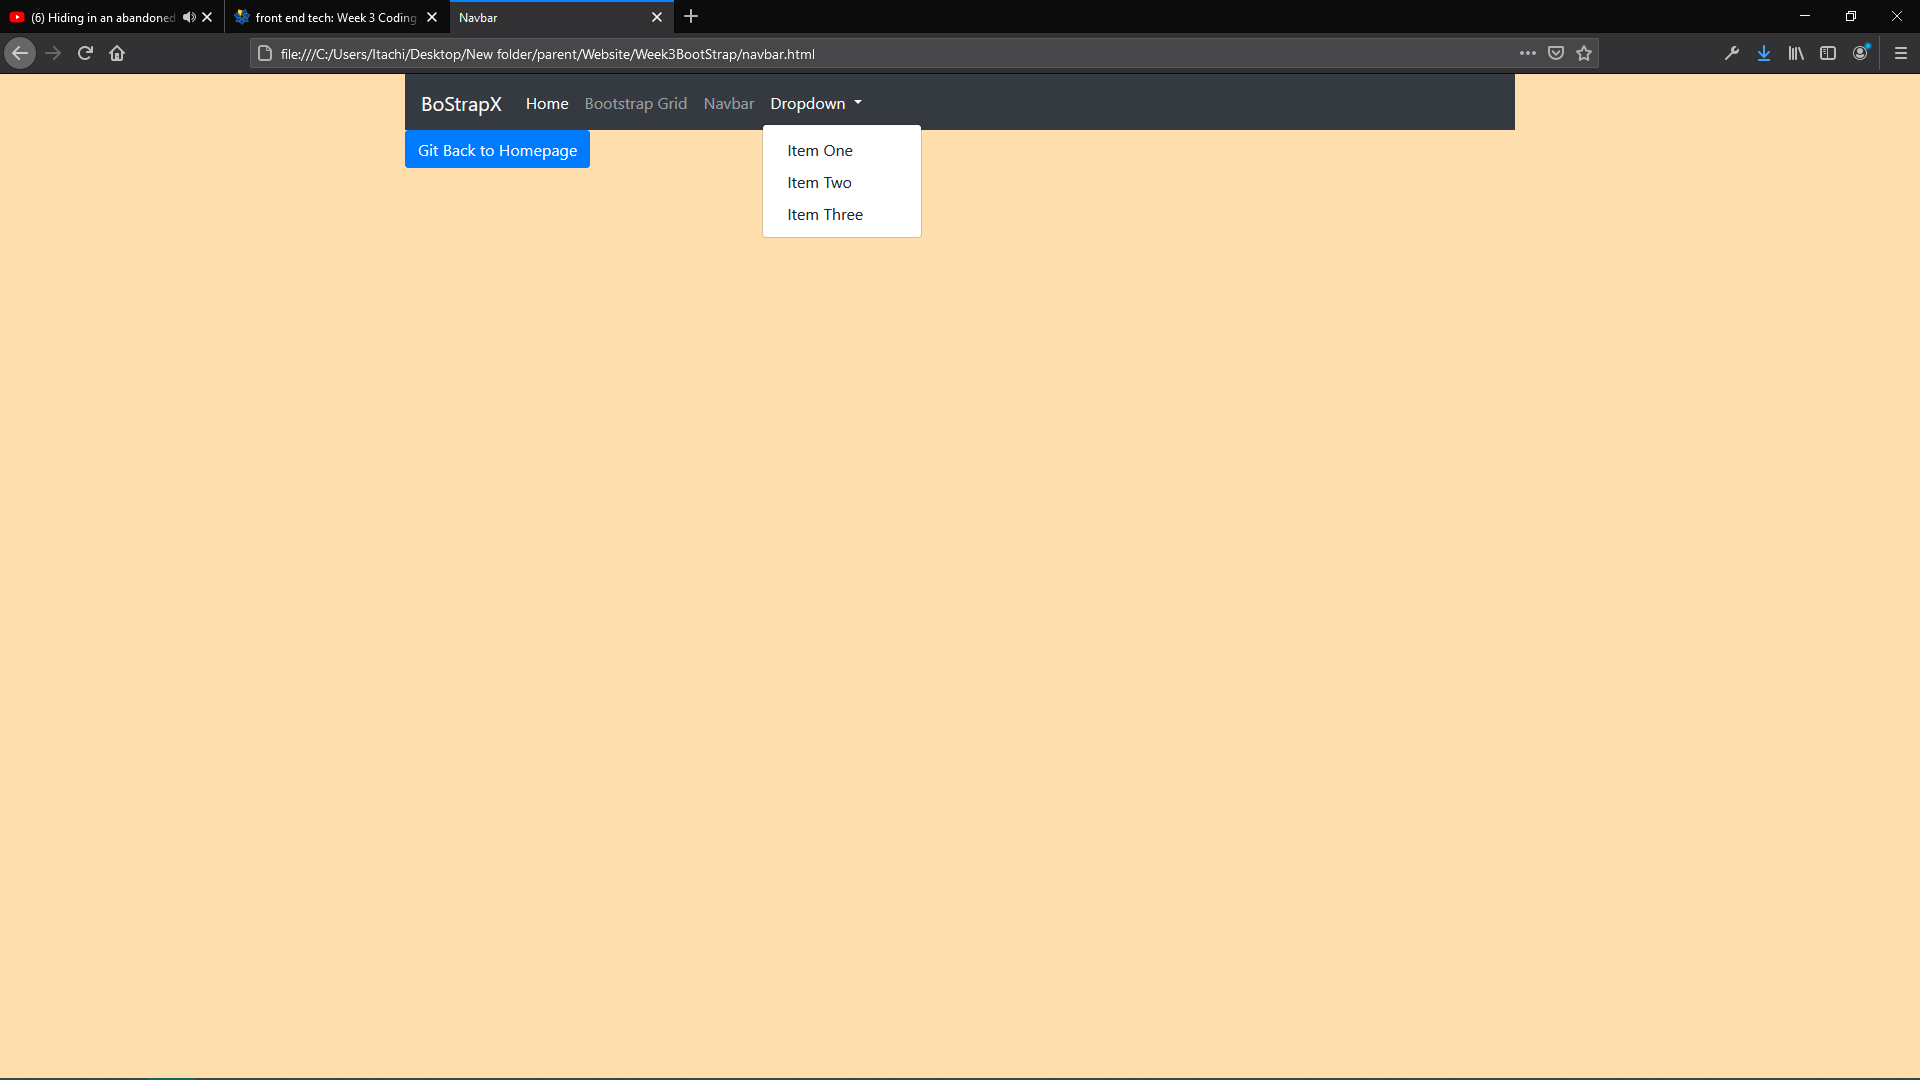 (6) Hiding in an abandoned
front end tech: Week 3 Coding
Navbar
file:///C:/Users/Itachi/Desktop/New folder/parent/Website/Week3BootStrap/navbar.html
BoStrapX Home Bootstrap Grid Navbar Dropdown
Git Back to Homepage
Item One
Item Two
Item Three